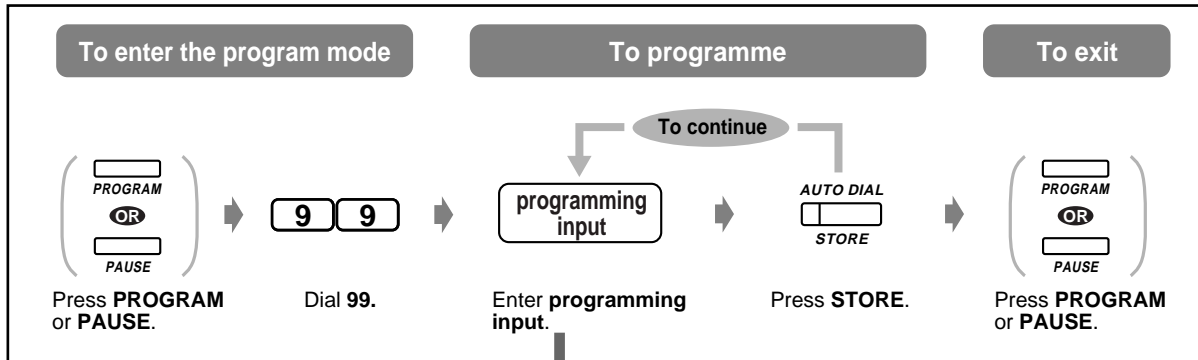 To enter the program mode
To programme
To exit
To continue
PROGRAM
OR
PAUSE
9 9
programming
input
AUTO DIAL
STORE
PROGRAM
OR
PAUSE
Press PROGRAM
or PAUSE.
Dial 99.
Enter programming
input.
Press STORE.
Press PROGRAM
or PAUSE.